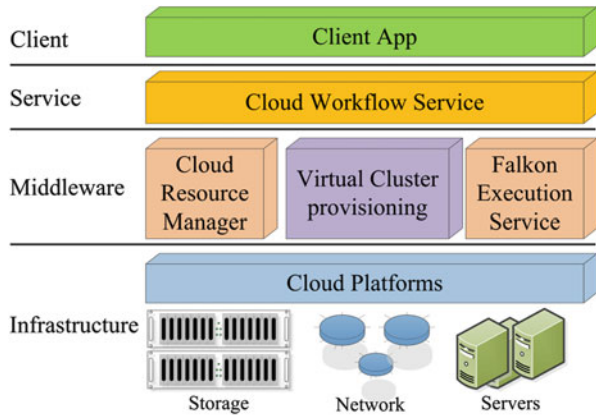 Client
Client App
Service
Cloud Workflow Service
Middleware
Cloud
Resource
Manager
Virtual Cluster
provisioning
Falkon
Execution
Service
Infrastructure
Cloud Platforms
Storage
Network
Servers